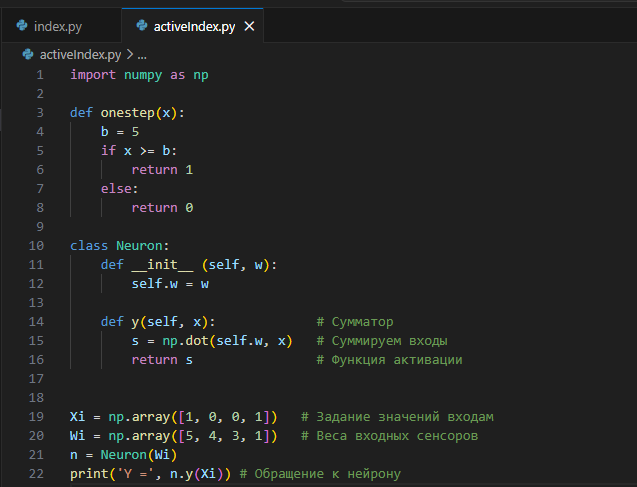 index.py activeIndex.py ×
activeIndex.py > ...
1 import numpy as np
2
3 def onestep(x):
4     b = 5
5     if x >= b:
6         return 1
7     else:
8         return 0
9
10 class Neuron:
11     def __init__ (self, w):
12         self.w = w
13
14     def y(self, x):             # Сумматор
15         s = np.dot(self.w, x)   # Суммируем входы
16         return s                # Функция активации
17
18
19 Xi = np.array([1, 0, 0, 1])   # Задание значений входам
20 Wi = np.array([5, 4, 3, 1])   # Веса входных сенсоров
21 n = Neuron(Wi)
22 print('Y =', n.y(Xi)) # Обращение к нейрону